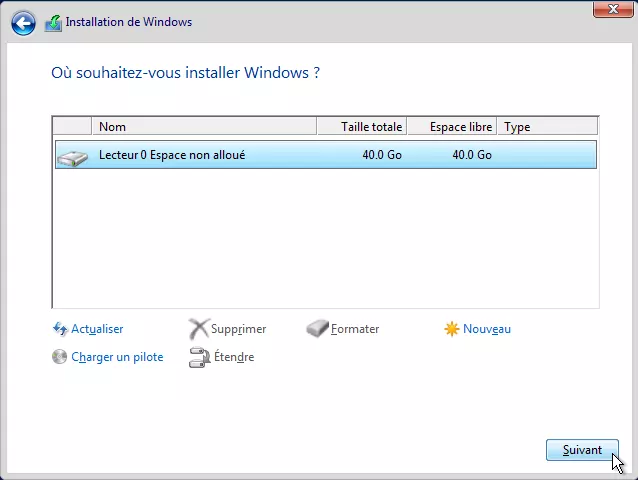 Installation de Windows
Où souhaitez-vous installer Windows ?
Nom Taille totale Espace libre Type
Lecteur 0 Espace non alloué 40.0 Go 40.0 Go
Actualiser Supprimer Formater Nouveau
Charger un pilote Étendre
Suivant